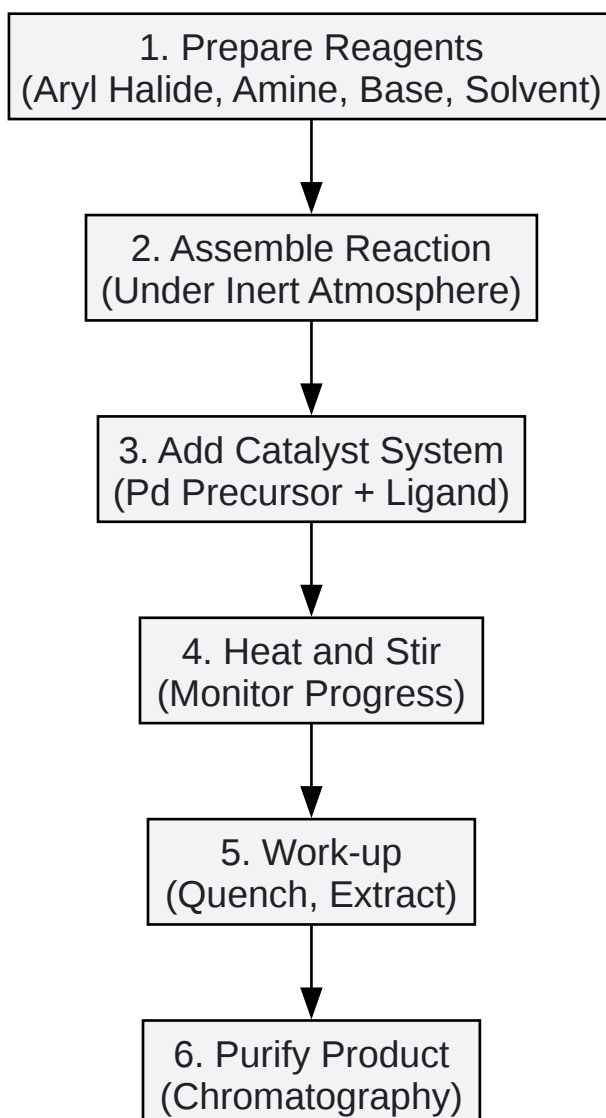 1. Prepare Reagents
(Aryl Halide, Amine, Base, Solvent)
2. Assemble Reaction
(Under Inert Atmosphere)
3. Add Catalyst System
(Pd Precursor + Ligand)
4. Heat and Stir
(Monitor Progress)
5. Work-up
(Quench, Extract)
6. Purify Product
(Chromatography)